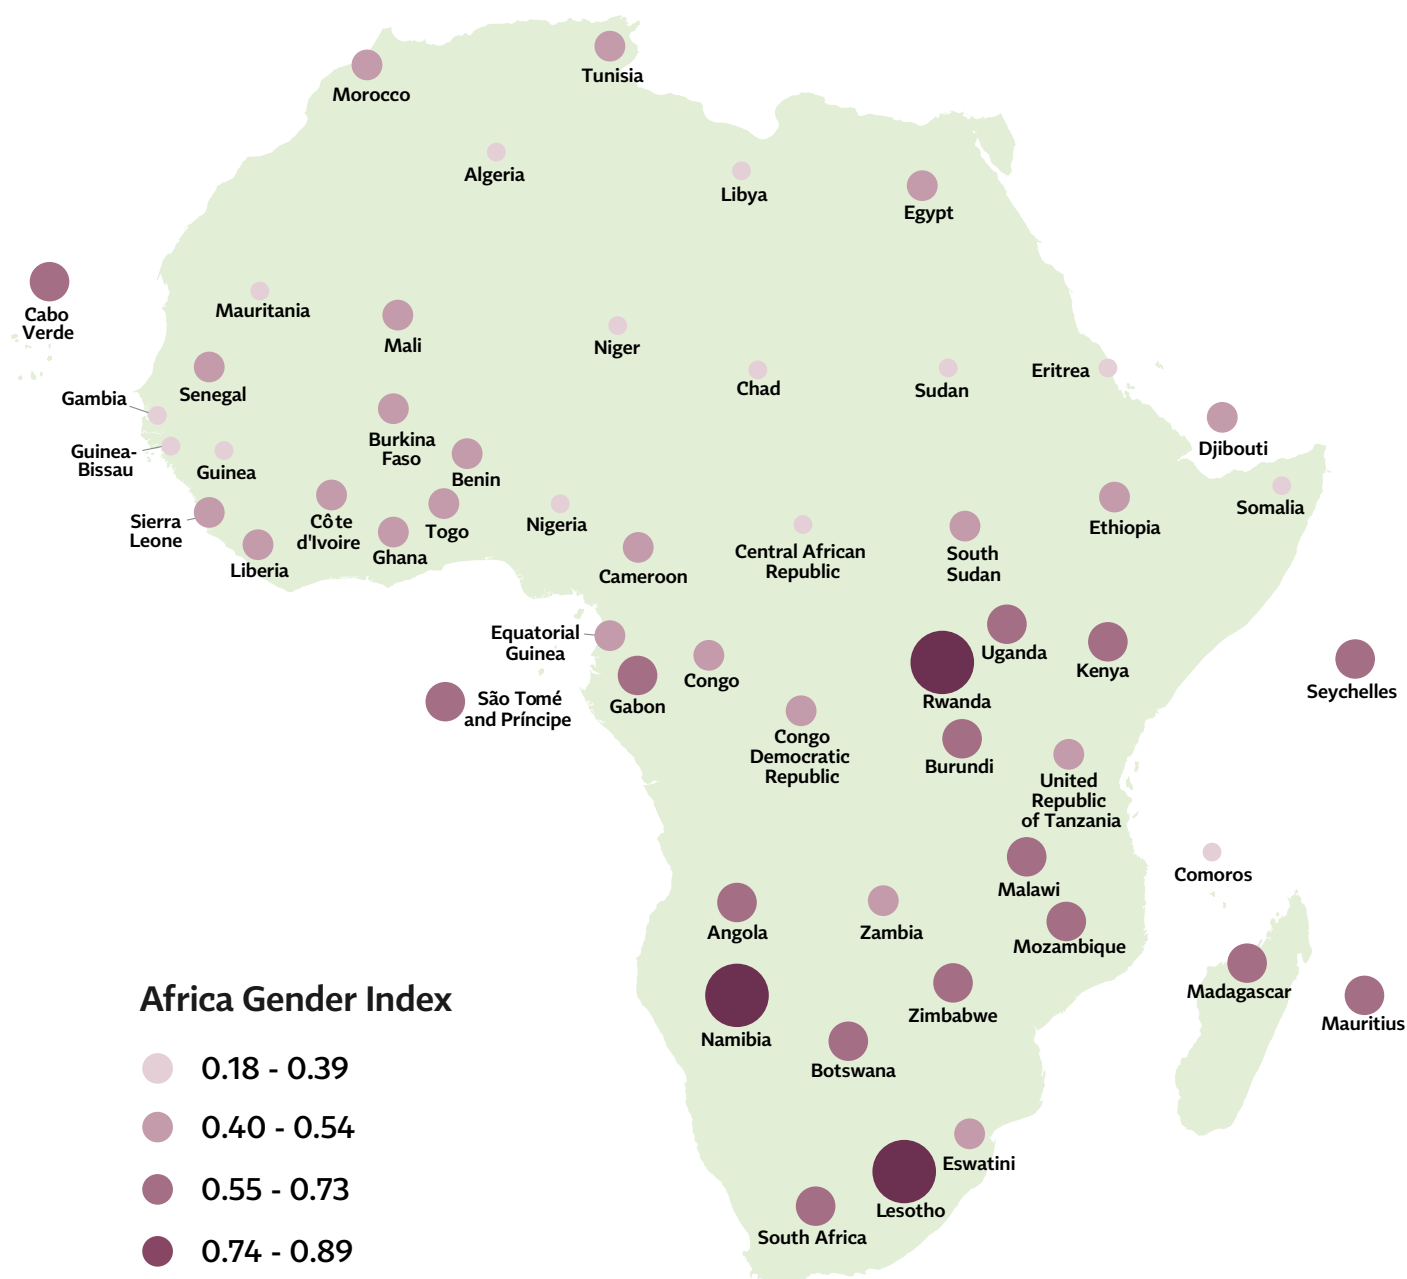 Tunisia
Morocco
Algeria
Libya
Egypt
Cabo
Verde
Mauritania
Mali
Niger
Chad
Sudan
Eritrea
Senegal
Gambia
Djibouti
Burkina
Faso
Guinea-
Bissau
Guinea
Benin
Somalia
Sierra
Leone
Côte
d'Ivoire
Togo
Ghana
Nigeria
Ethiopia
Liberia
Cameroon
Central African
Republic
South
Sudan
Equatorial
Guinea
Uganda
Kenya
Congo
Rwanda
Seychelles
São Tomé
and Príncipe
Gabon
Congo
Democratic
Republic
Burundi
United
Republic
of Tanzania
Comoros
Malawi
Angola
Zambia
Mozambique
Madagascar
Mauritius
Zimbabwe
Namibia
Botswana
Eswatini
Lesotho
South Africa
Africa Gender Index
0.18 - 0.39
0.40 - 0.54
0.55 - 0.73
0.74 - 0.89